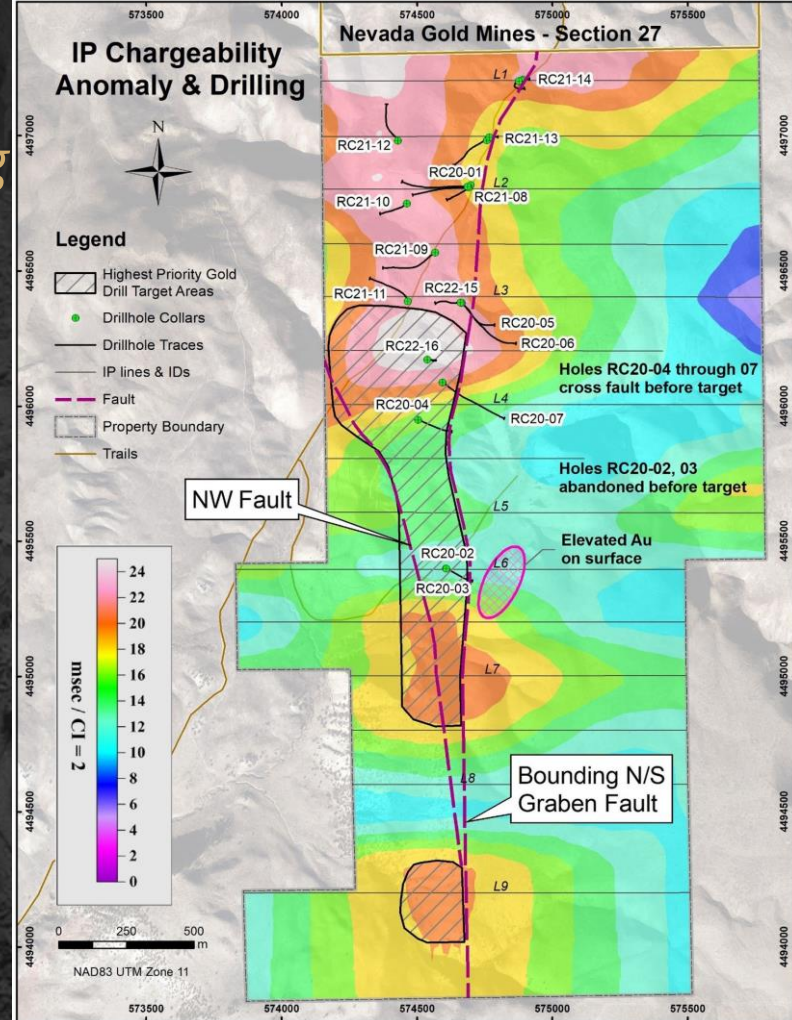 573500 574000 574500 575000 575500
Nevada Gold Mines - Section 27
IP Chargeability
Anomaly & Drilling
N
Legend
Highest Priority Gold
Drill Target Areas
Drillhole Collars
Drillhole Traces
IP lines & IDs
Fault
Property Boundary
Trails
L1
RC21-14
RC21-12
RC21-13
RC20-01
L2
RC21-10
RC21-08
RC21-09
RC21-11
RC22-15
L3
RC20-05
RC20-06
RC22-16
Holes RC20-04 through 07
cross fault before target
L4
RC20-04
RC20-07
Holes RC20-02, 03
abandoned before target
NW Fault
L5
Elevated Au
on surface
RC20-02
L6
RC20-03
L7
L8
Bounding N/S
Graben Fault
L9
msec / CI = 2
24
22
20
18
16
14
12
10
8
6
4
2
0
0 250 500
m
NAD83 UTM Zone 11
4497000
4496500
4496000
4495500
4495000
4494500
4494000
4497000
4496500
4496000
4495500
4495000
4494500
4494000
573500 574000 574500 575000 575500